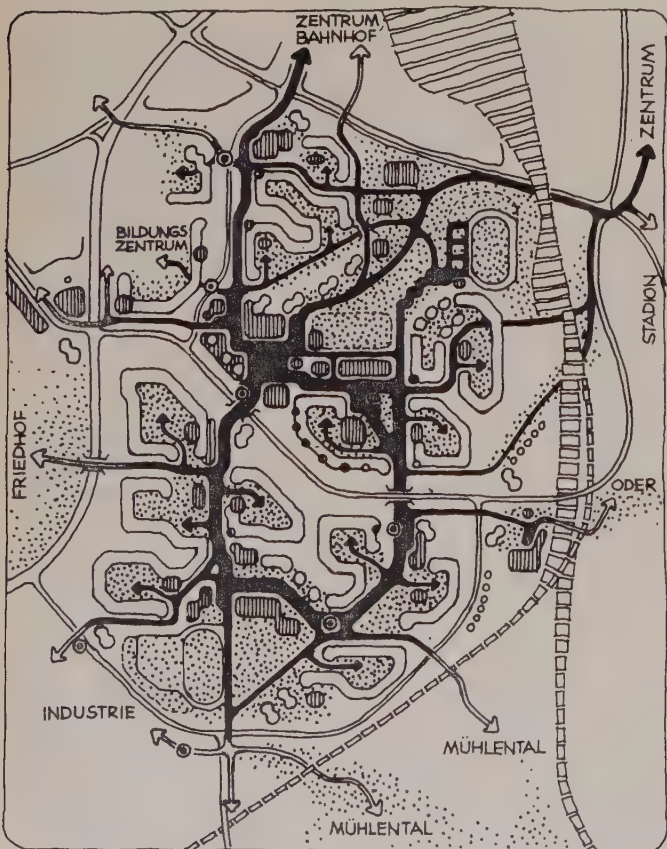 ZENTRUM
BAHNHOF
ZENTRUM
BILDUNGS
ZENTRUM
STADION
FRIEDHOF
ODER
INDUSTRIE
MÜHLENTAL
MÜHLENTAL